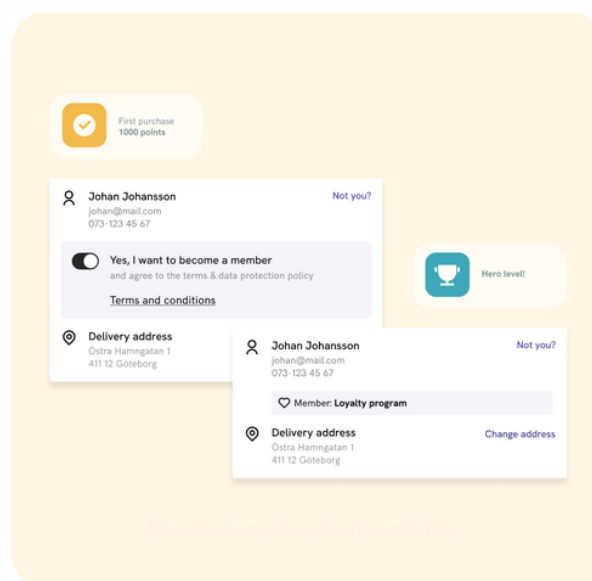 First purchase
1000 points
Johan Johansson
Not you?
johan@mail.com
073-123 45 67
Yes, I want to become a member
and agree to the terms & data protection policy
Terms and conditions
Delivery address
Östra Hamngatan 1
411 12 Göteborg
Hero level!
Johan Johansson
Not you?
johan@mail.com
073-123 45 67
Member: Loyalty program
Delivery address
Change address
Östra Hamngatan 1
411 12 Göteborg